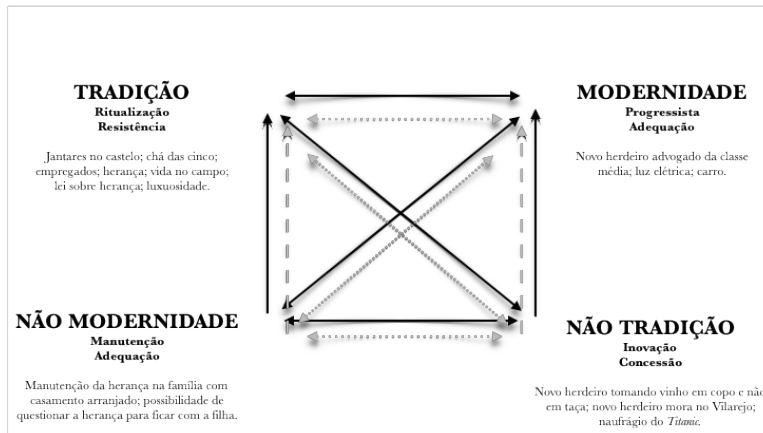 TRADIÇÃO
Ritualização
Resistência
Jantares no castelo; chá das cinco;
empregados; herança; vida no campo;
lei sobre herança; luxuosidade.
MODERNIDADE
Progressista
Adequação
Novo herdeiro advogado da classe
média; luz elétrica; carro.
NÃO MODERNIDADE
Manutenção
Adequação
Manutenção da herança na família com
casamento arranjado; possibilidade de
questionar a herança para ficar com a filha.
NÃO TRADIÇÃO
Inovação
Concessão
Novo herdeiro tomando vinho em copo e não
em taça; novo herdeiro mora no Vilarejo;
naufrágio do Titanic.